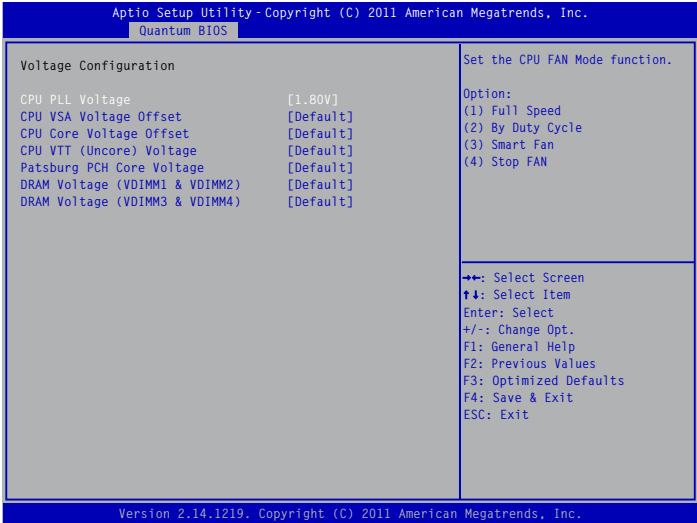 Aptio Setup Utility - Copyright (C) 2011 American Megatrends, Inc.
Quantum BIOS
Voltage Configuration
CPU PLL Voltage [1.80V]
CPU VSA Voltage Offset [Default]
CPU Core Voltage Offset [Default]
CPU VTT (Uncore) Voltage [Default]
Patsburg PCH Core Voltage [Default]
DRAM Voltage (VDIMM1 & VDIMM2) [Default]
DRAM Voltage (VDIMM3 & VDIMM4) [Default]
Set the CPU FAN Mode function.
Option:
(1) Full Speed
(2) By Duty Cycle
(3) Smart Fan
(4) Stop FAN
→←: Select Screen
↑↓: Select Item
Enter: Select
+/-: Change Opt.
F1: General Help
F2: Previous Values
F3: Optimized Defaults
F4: Save & Exit
ESC: Exit
Version 2.14.1219. Copyright (C) 2011 American Megatrends, Inc.